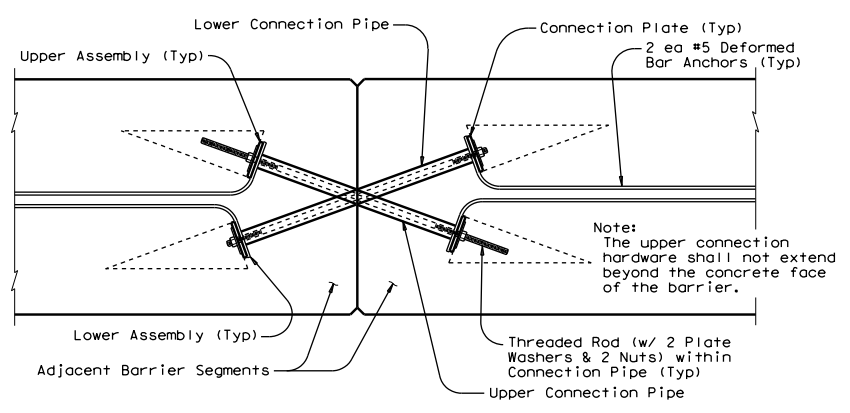 Lower Connection Pipe
Connection Plate (Typ)
Upper Assembly (Typ)
2 ea #5 Deformed
Bar Anchors (Typ)
Note:
The upper connection
hardware shall not extend
beyond the concrete face
of the barrier.
Lower Assembly (Typ)
Threaded Rod (w/ 2 Plate
Washers & 2 Nuts) within
Connection Pipe (Typ)
Adjacent Barrier Segments
Upper Connection Pipe